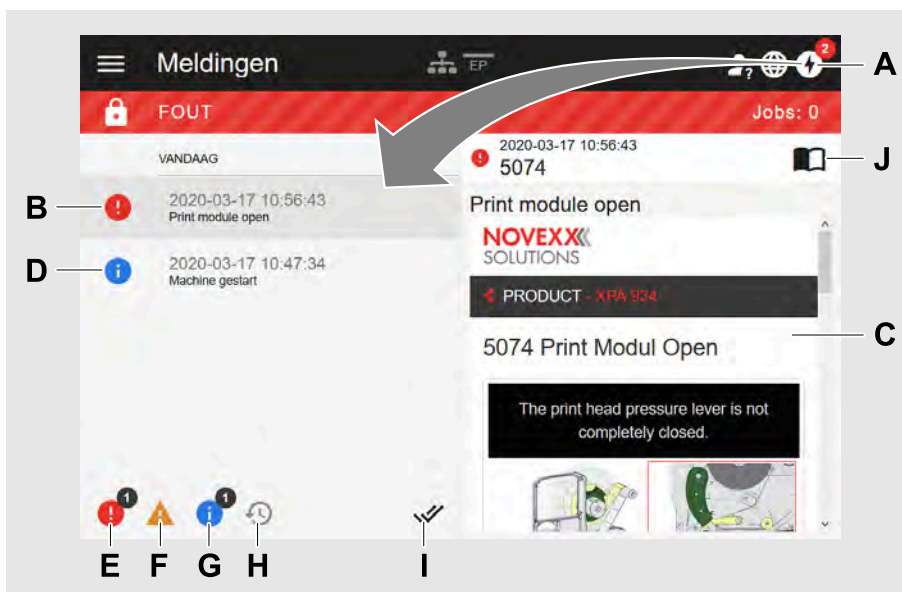 Meldingen
EP
?
2
A
FOUT
Jobs: 0
VANDAAG
2020-03-17 10:56:43
5074
J
B
2020-03-17 10:56:43
Print module open
Print module open
NOVEXX
SOLUTIONS
D
2020-03-17 10:47:34
Machine gestart
PRODUCT - XPA 934
C
5074 Print Modul Open
The print head pressure lever is not
completely closed.
1
1
E
F
G
H
I